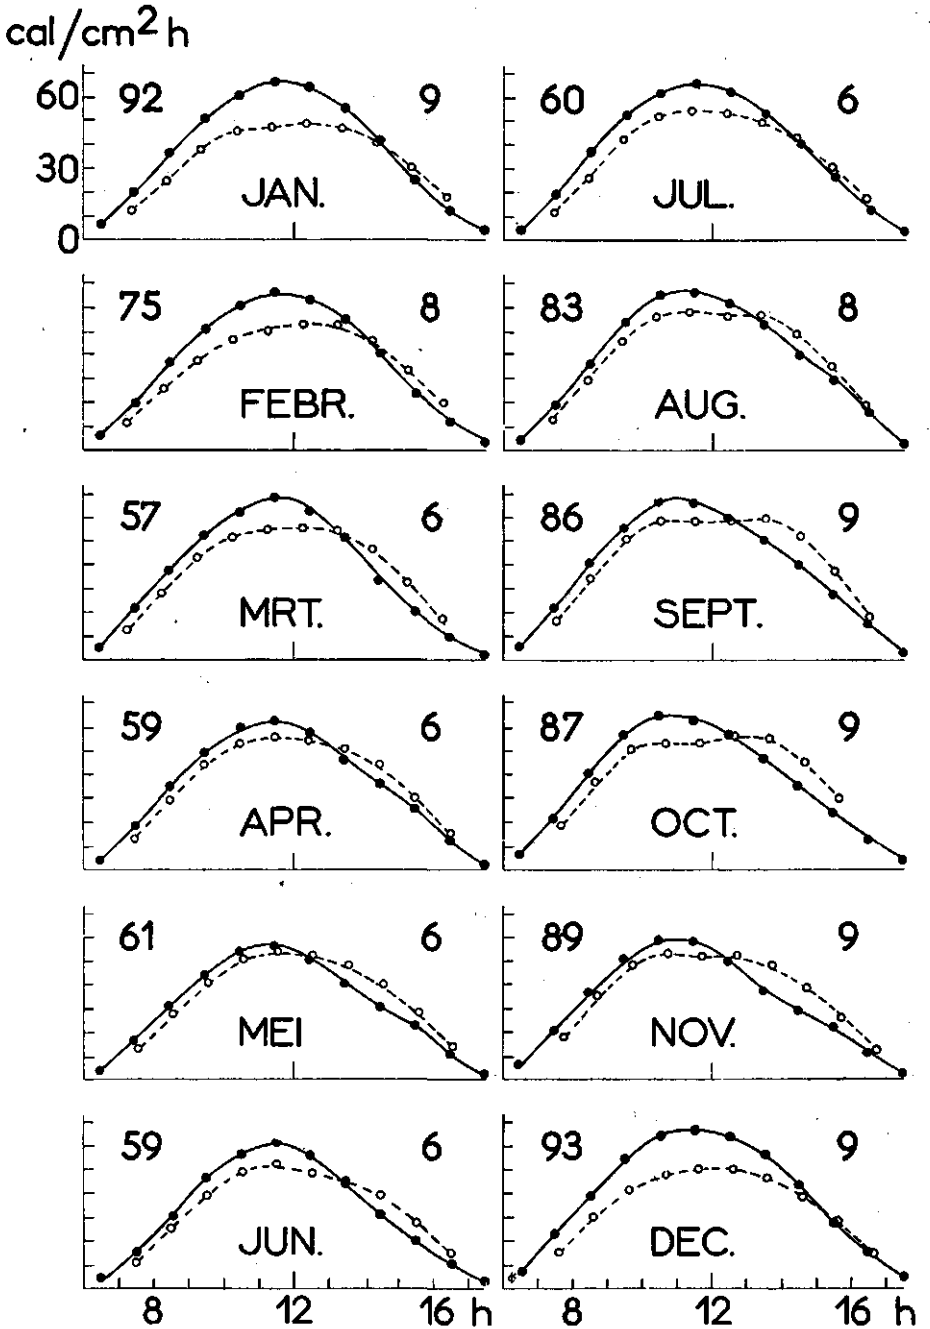 cal/cm² h
60 92 9 60 6
30
JAN. JUL.
0
75 8 83 8
FEBR. AUG.
57 6 86 9
MRT. SEPT.
59 6 87 9
APR. OCT.
61 6 89 9
MEI NOV.
59 6 93 9
JUN. DEC.
8 12 16 h 8 12 16 h